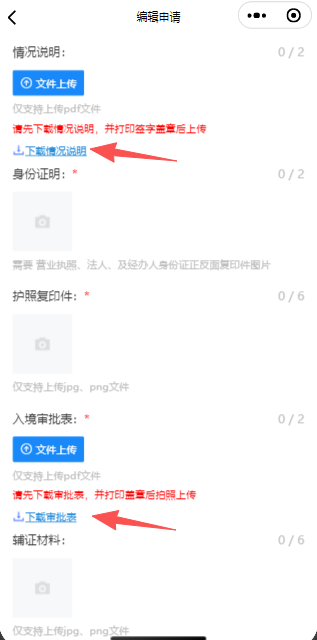 编辑申请
情况说明： 0 / 2
文件上传
仅支持上传pdf文件
请先下载情况说明，并打印签字盖章后上传
下载情况说明
身份证明：* 0 / 2
需要 营业执照、法人、及经办人身份证正反面复印件图片
护照复印件：* 0 / 6
仅支持上传jpg、png文件
入境审批表：* 0 / 2
文件上传
仅支持上传pdf文件
请先下载审批表，并打印盖章后拍照上传
下载审批表
辅证材料： 0 / 6
仅支持上传jpg、png文件